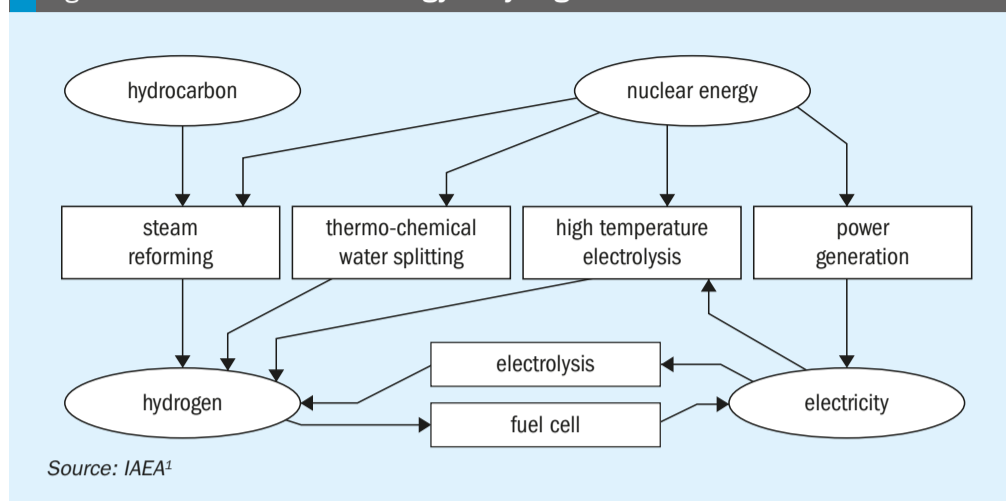 hydrocarbon
nuclear energy
steam
reforming
thermo-chemical
water splitting
high temperature
electrolysis
power
generation
electrolysis
hydrogen
electricity
fuel cell
Source: IAEA¹